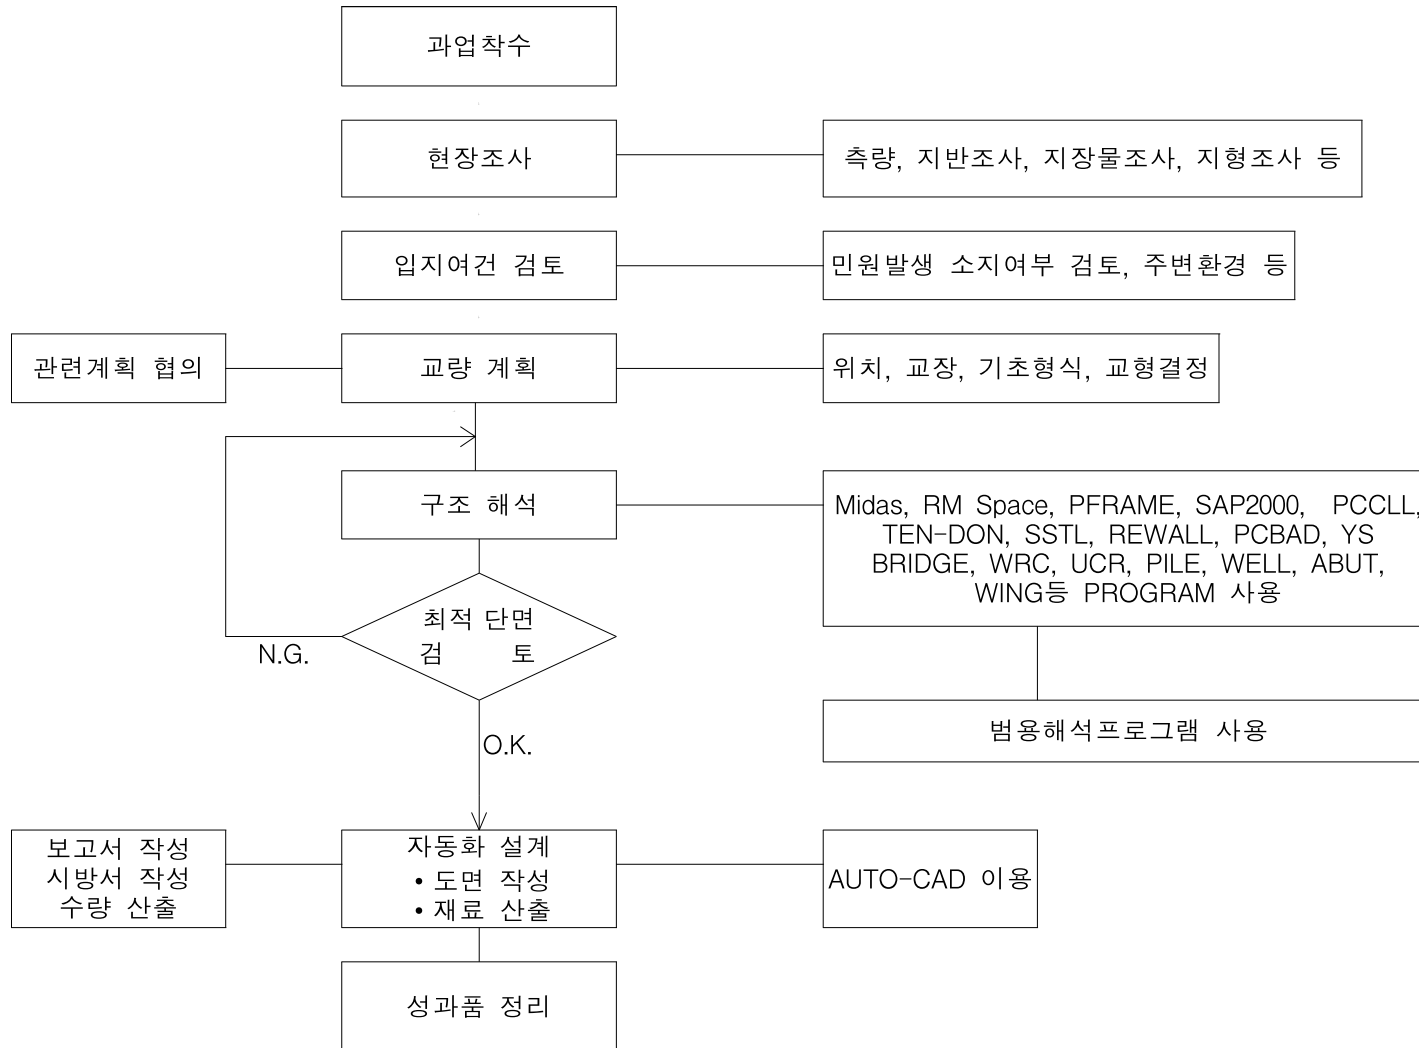 과업착수
현장조사
측량, 지반조사, 지장물조사, 지형조사 등
입지여건 검토
민원발생 소지여부 검토, 주변환경 등
관련계획 협의
교량 계획
위치, 교장, 기초형식, 교형결정
구조 해석
Midas, RM Space, PFRAME, SAP2000, PCCLL,
TEN-DON, SSTL, REWALL, PCBAD, YS
BRIDGE, WRC, UCR, PILE, WELL, ABUT,
WING등 PROGRAM 사용
최적 단면
검 토
N.G.
범용해석프로그램 사용
O.K.
보고서 작성
시방서 작성
수량 산출
자동화 설계
• 도면 작성
• 재료 산출
AUTO-CAD 이용
성과품 정리